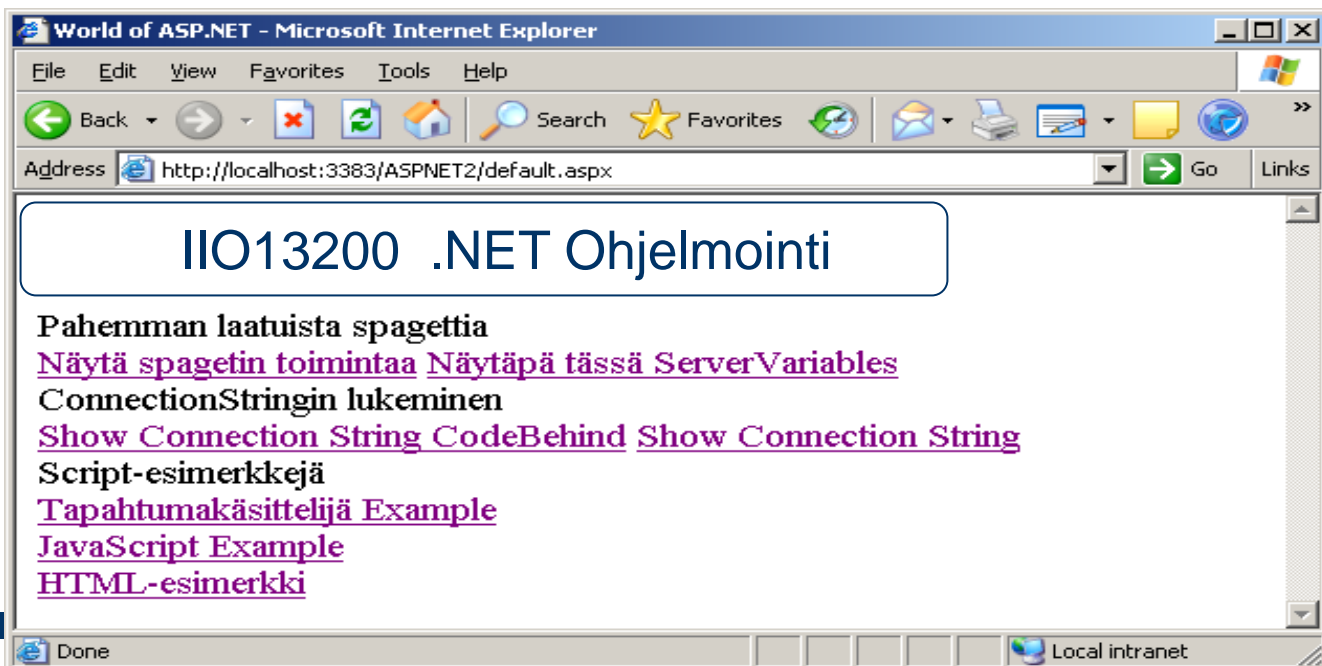 World of ASP.NET - Microsoft Internet Explorer
File Edit View Favorites Tools Help
Back Search Favorites »
Address http://localhost:3383/ASPNET2/default.aspx Go Links
IIO13200 .NET Ohjelmointi
Pahemman laatuista spagettia
Näytä spagetin toimintaa Näytäpä tässä ServerVariables
ConnectionStringin lukeminen
Show Connection String CodeBehind Show Connection String
Script-esimerkkejä
Tapahtumakäsittelijä Example
JavaScript Example
HTML-esimerkki
Done Local intranet